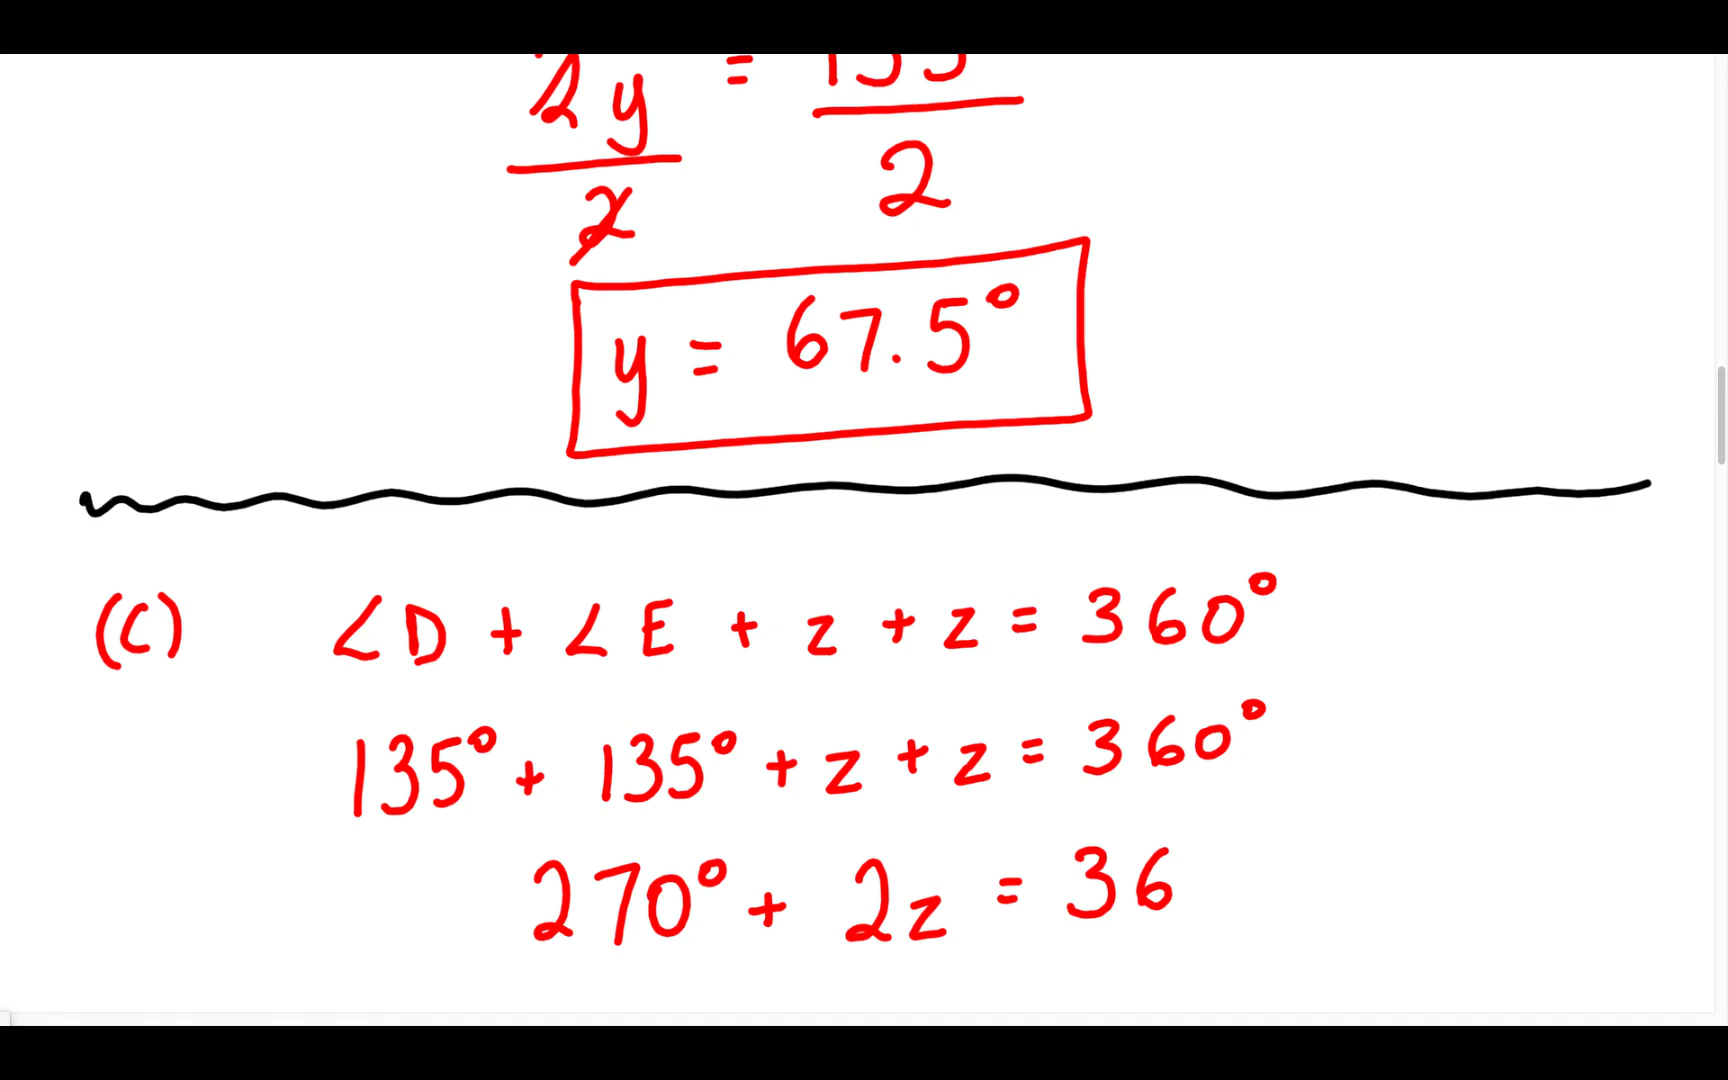 2y = 135
2 2
y = 67.5°
(C) ∠D + ∠E + z + z = 360°
135° + 135° + z + z = 360°
270° + 2z = 36